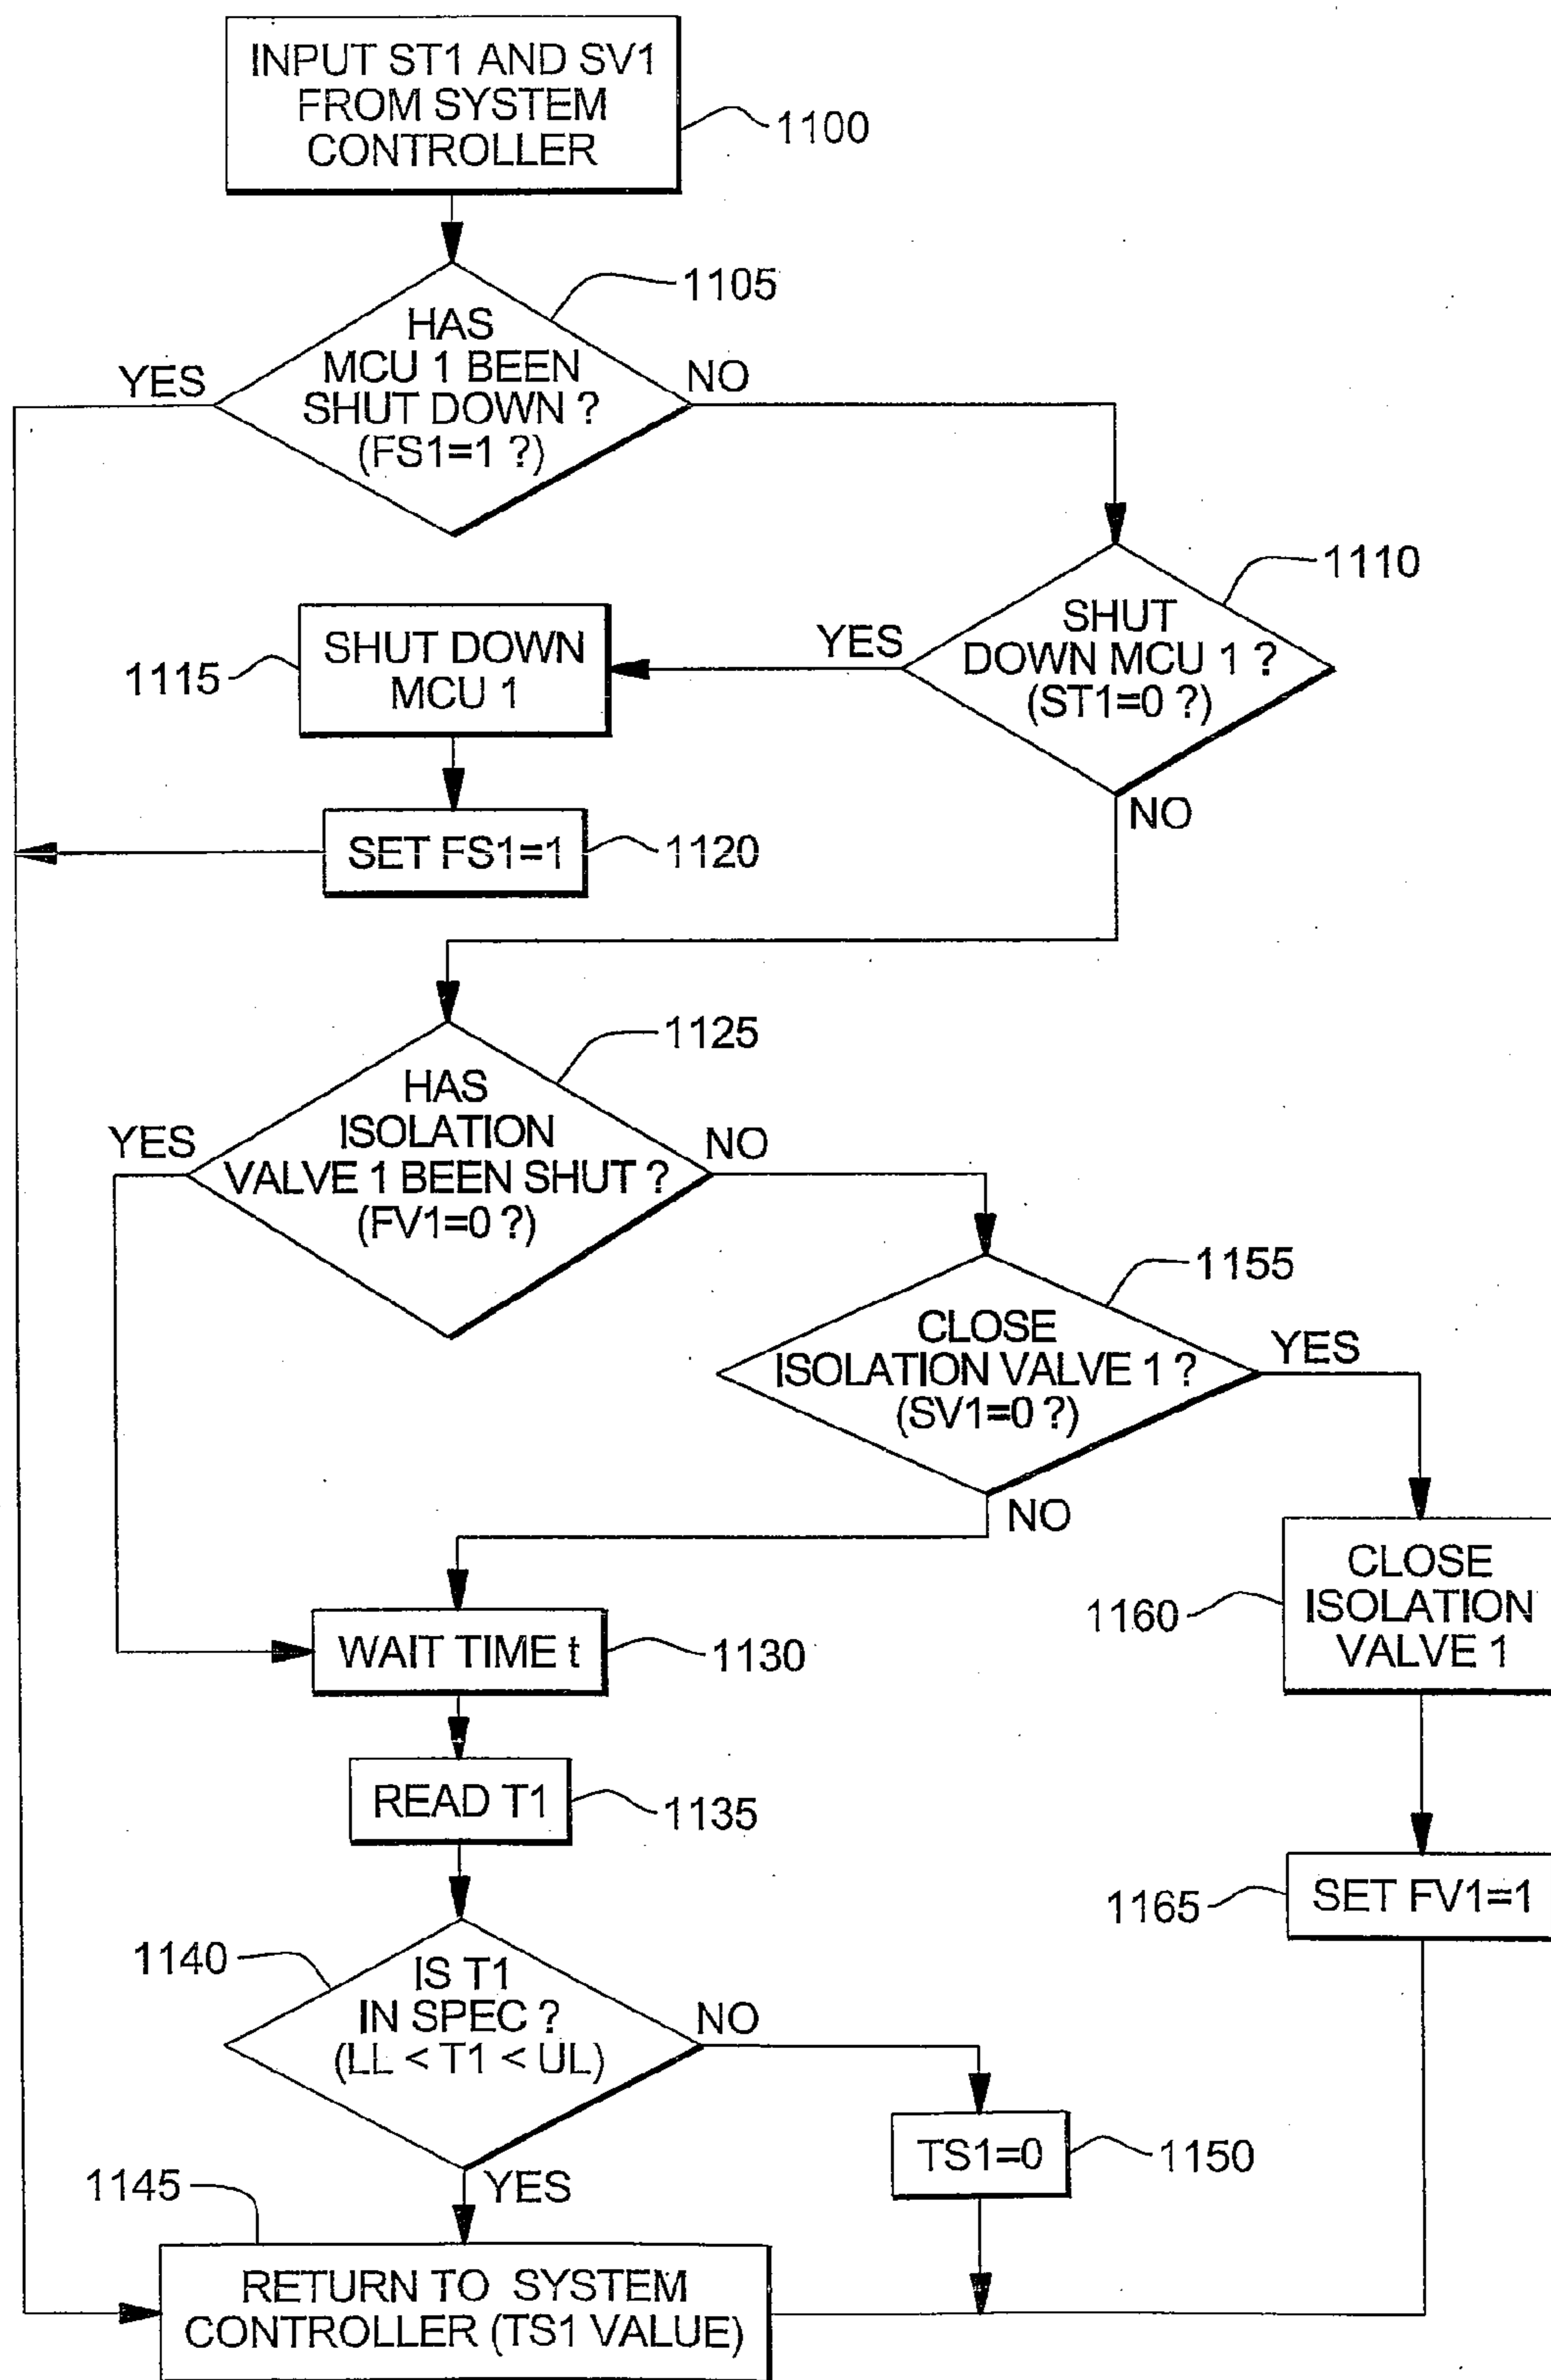 INPUT ST1 AND SV1
FROM SYSTEM
CONTROLLER
1100
1105
HAS
MCU 1 BEEN
SHUT DOWN ?
(FS1=1 ?)
YES
NO
1110
SHUT
DOWN MCU 1 ?
(ST1=0 ?)
YES
NO
1115
SHUT DOWN
MCU 1
SET FS1=1
1120
1125
HAS
ISOLATION
VALVE 1 BEEN SHUT ?
(FV1=0 ?)
YES
NO
1155
CLOSE
ISOLATION VALVE 1 ?
(SV1=0 ?)
YES
NO
1160
CLOSE
ISOLATION
VALVE 1
WAIT TIME t
1130
READ T1
1135
1165
SET FV1=1
1140
IS T1
IN SPEC ?
(LL < T1 < UL)
NO
YES
TS1=0
1150
1145
RETURN TO SYSTEM
CONTROLLER (TS1 VALUE)